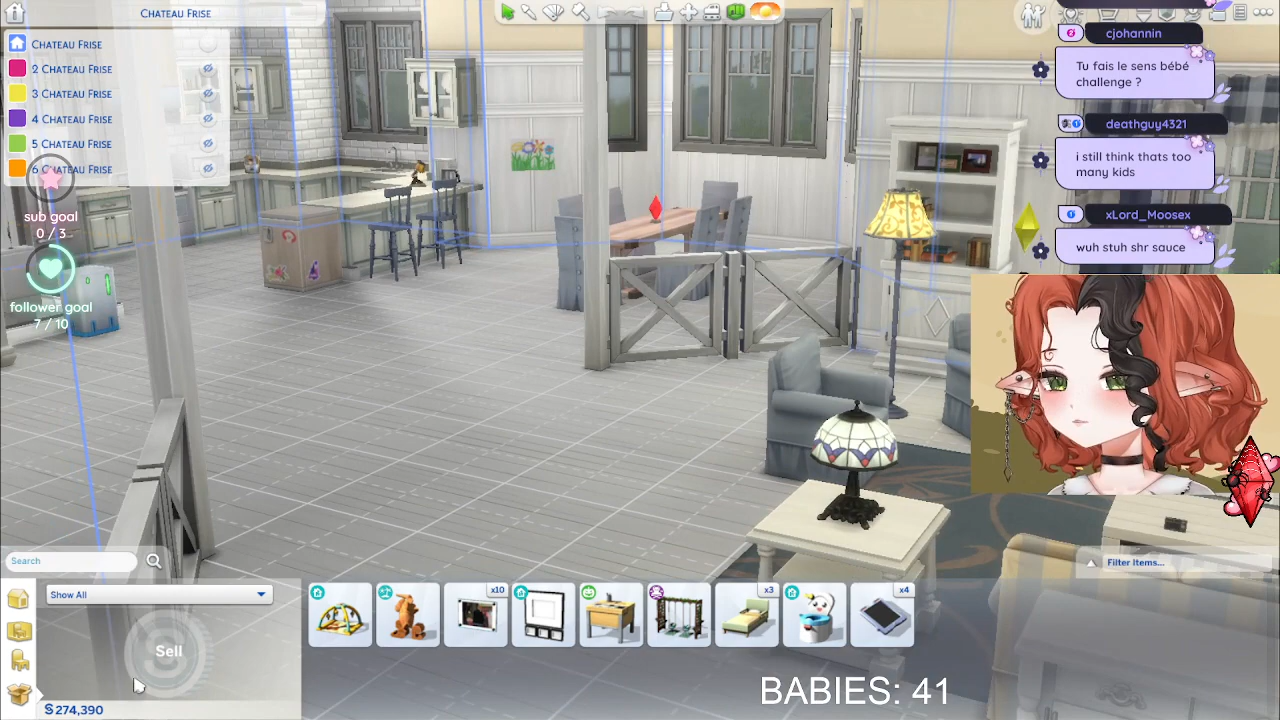 CHATEAU FRISE
CHATEAU FRISE
2 CHATEAU FRISE
3 CHATEAU FRISE
4 CHATEAU FRISE
5 CHATEAU FRISE
6 CHATEAU FRISE
sub goal
0 / 3
follower goal
7 / 10
cjohannin
Tu fais le sens bébé
challenge ?
deathguy4321
i still think thats too
many kids
xLord_Moosex
wuh stuh shr sauce
Search
Filter Items...
Show All
Sell
§274,390
x10
x3
x4
BABIES: 41